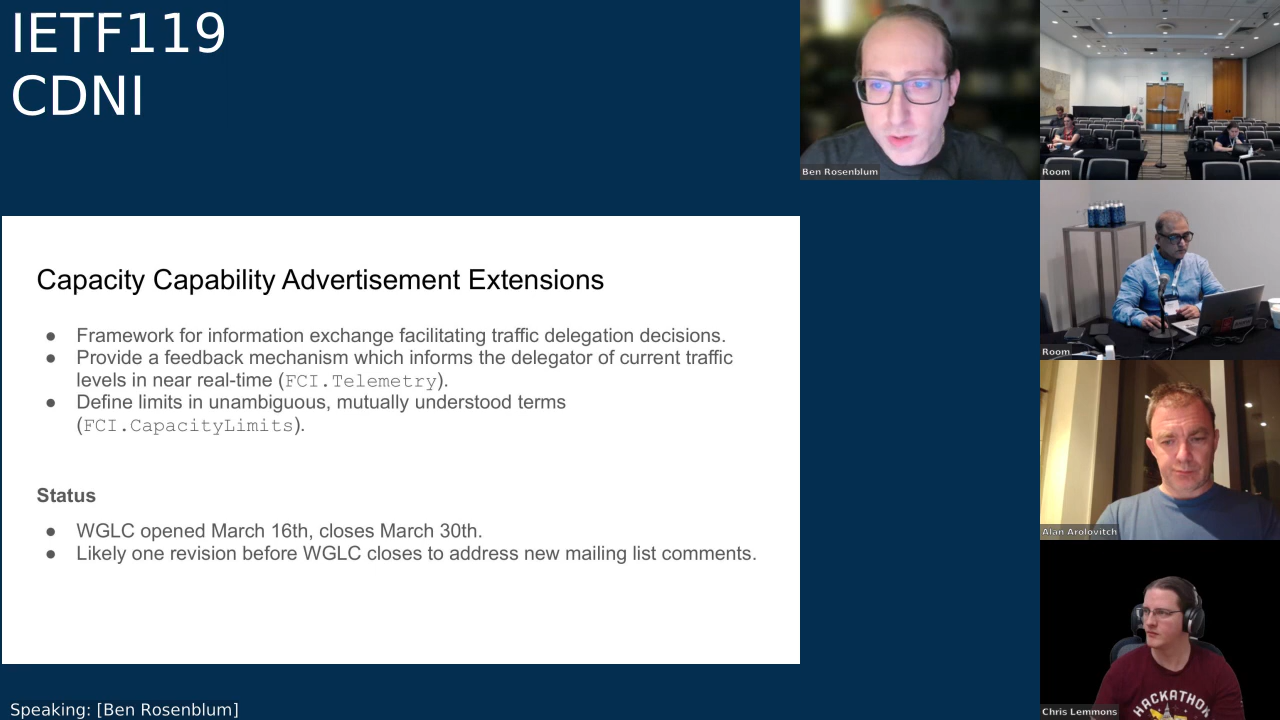 IETF119
CDNI
Ben Rosenblum
Room
Capacity Capability Advertisement Extensions
● Framework for information exchange facilitating traffic delegation decisions.
● Provide a feedback mechanism which informs the delegator of current traffic
levels in near real-time (FCI.Telemetry).
● Define limits in unambiguous, mutually understood terms
(FCI.CapacityLimits).
Status
● WGLC opened March 16th, closes March 30th.
● Likely one revision before WGLC closes to address new mailing list comments.
Room
Alan Arolovitch
HACKATHON
Chris Lemmons
Speaking: [Ben Rosenblum]